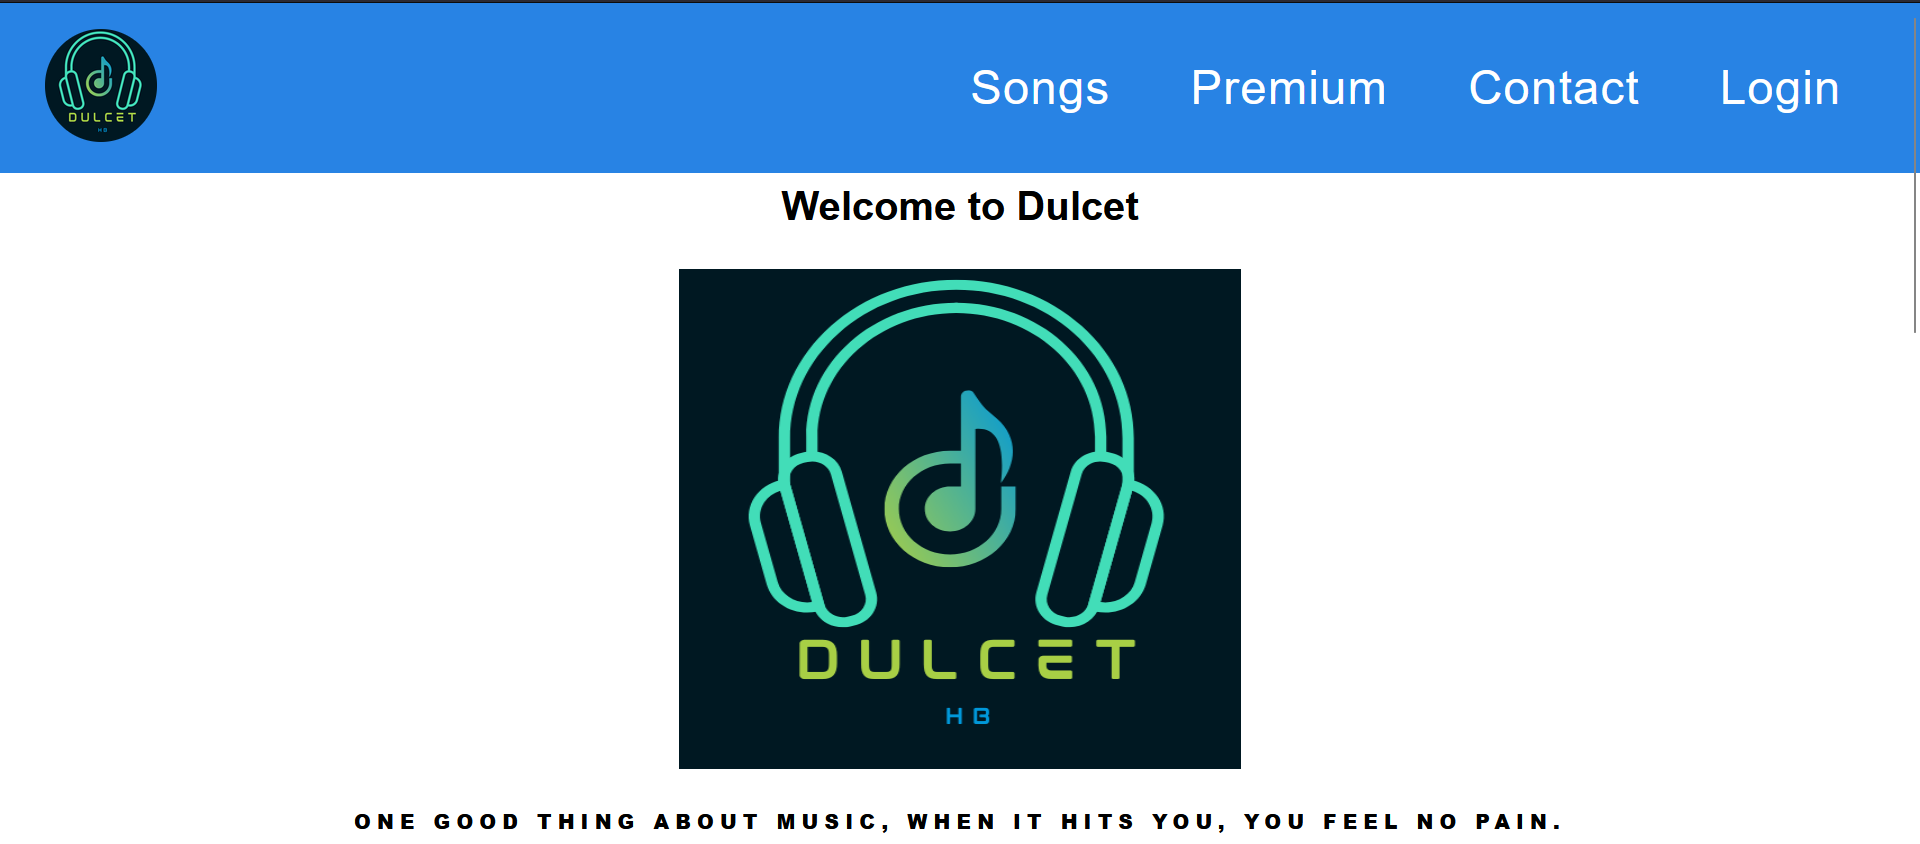 DULCET
HB
Songs Premium Contact Login
Welcome to Dulcet
DULCET
HB
ONE GOOD THING ABOUT MUSIC, WHEN IT HITS YOU, YOU FEEL NO PAIN.